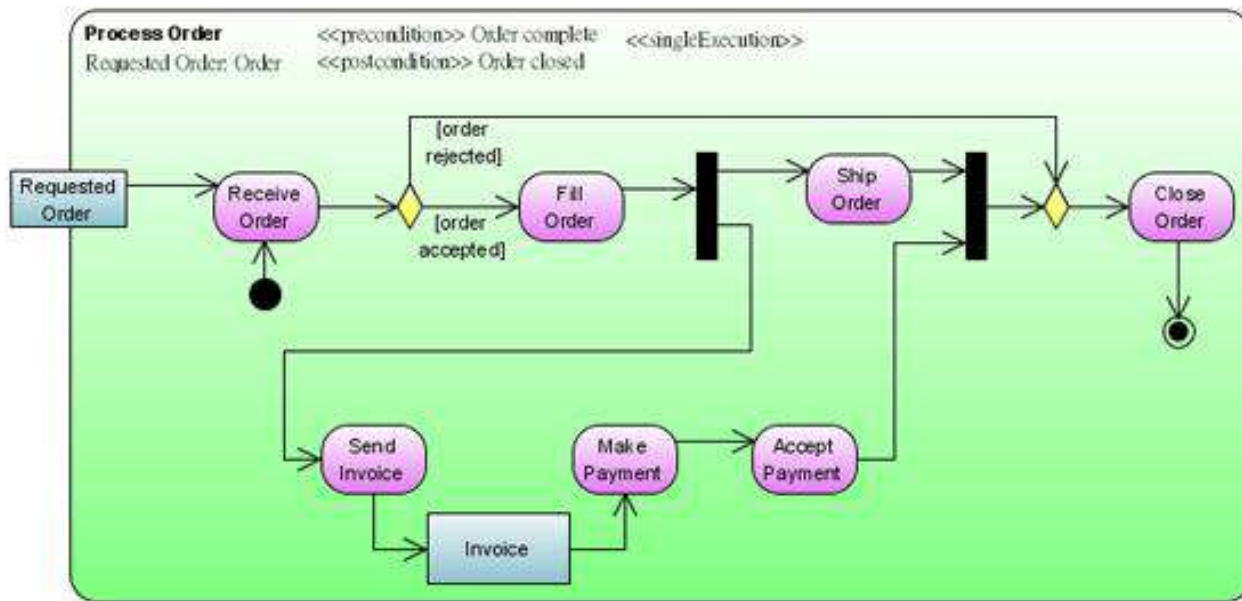 Process Order <<precondition>> Order complete <<singleExecution>>
Requested Order: Order <<postcondition>> Order closed
[order
rejected]
Requested
Order
Receive
Order
Fill
Order
Ship
Order
Close
Order
[order
accepted]
Send
Invoice
Make
Payment
Accept
Payment
Invoice